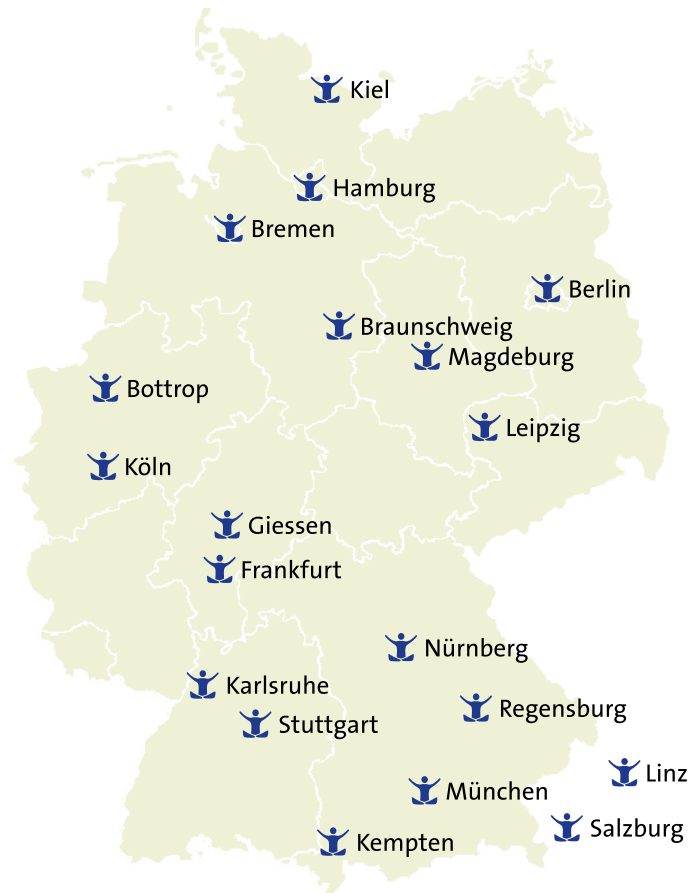 Kiel
Hamburg
Bremen
Berlin
Braunschweig
Magdeburg
Bottrop
Leipzig
Köln
Giessen
Frankfurt
Nürnberg
Karlsruhe
Regensburg
Stuttgart
Linz
München
Salzburg
Kempten